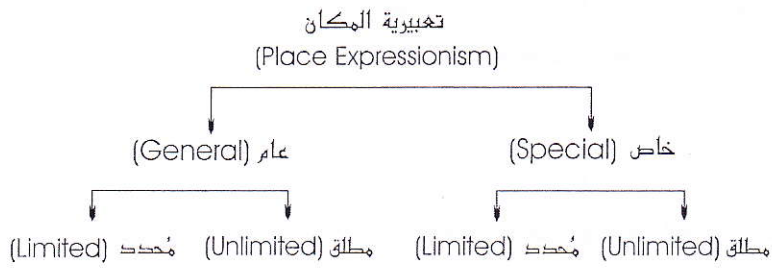 تعبيرية المكان
(Place Expressionism)
خاص (Special)
عام (General)
مطلق (Unlimited)
مُحدد (Limited)
مطلق (Unlimited)
مُحدد (Limited)